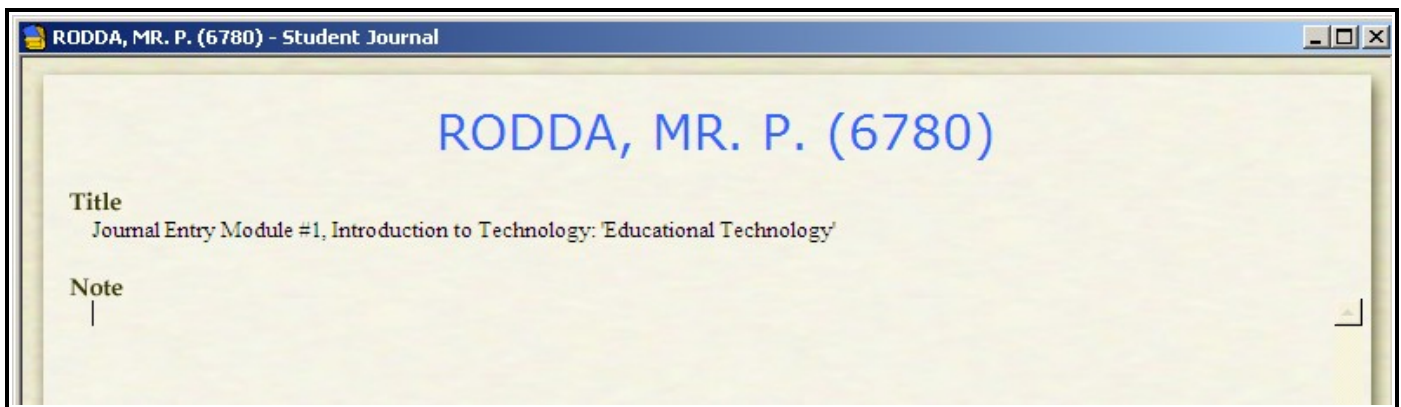 RODDA, MR. P. (6780) - Student Journal
RODDA, MR. P. (6780)
Title
Journal Entry Module #1, Introduction to Technology: 'Educational Technology'
Note